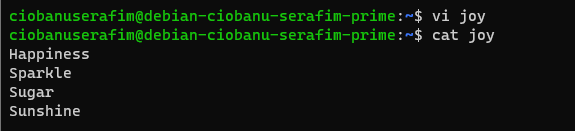 ciobanuserafim@debian-ciobanu-serafim-prime:~$ vi joy
ciobanuserafim@debian-ciobanu-serafim-prime:~$ cat joy
Happiness
Sparkle
Sugar
Sunshine